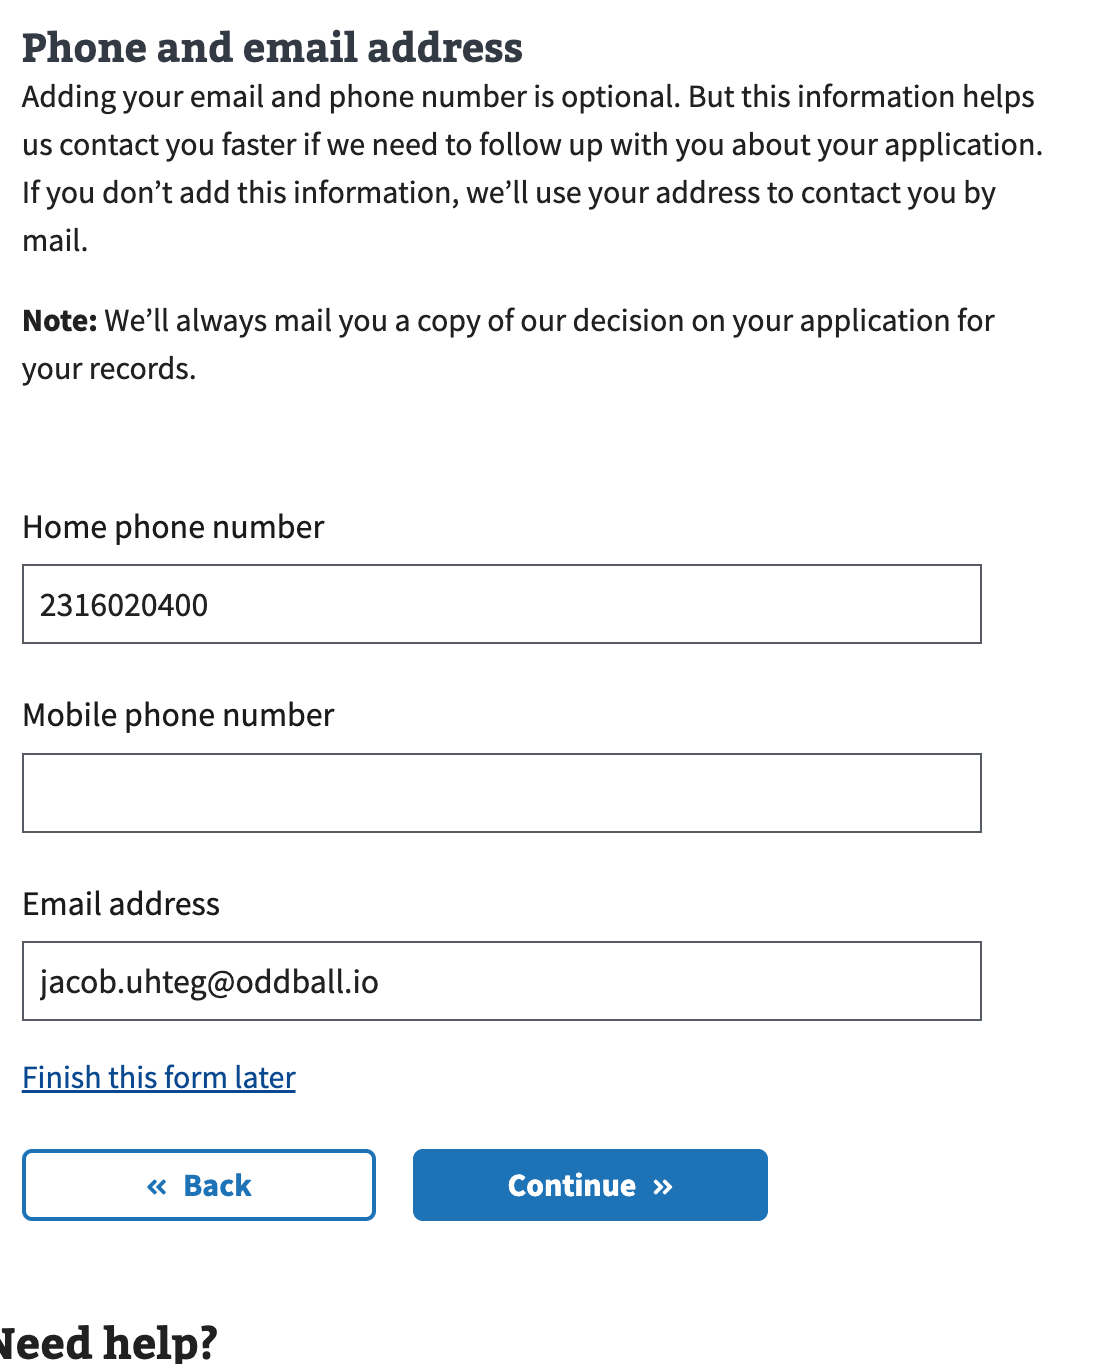 Phone and email address
Adding your email and phone number is optional. But this information helps
us contact you faster if we need to follow up with you about your application.
If you don’t add this information, we’ll use your address to contact you by
mail.
Note: We’ll always mail you a copy of our decision on your application for
your records.
Home phone number
2316020400
Mobile phone number
Email address
jacob.uhteg@oddball.io
Finish this form later
« Back
Continue »
Need help?